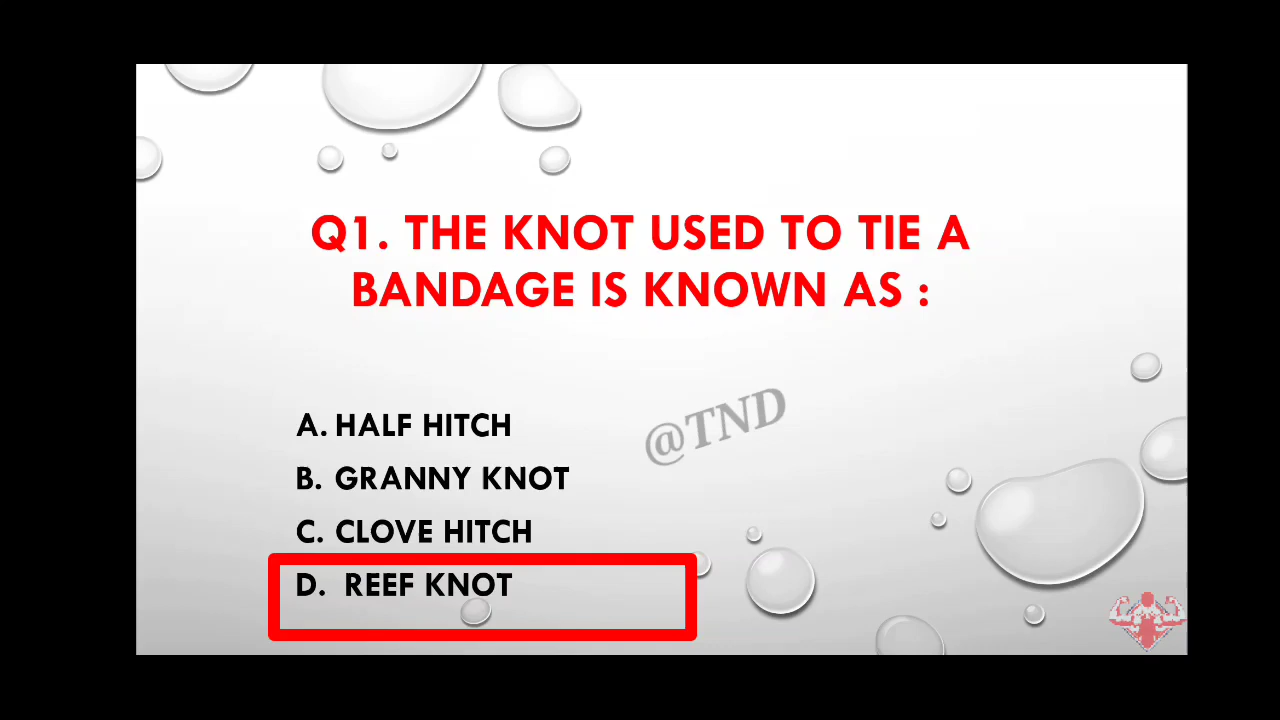 Q1. THE KNOT USED TO TIE A
BANDAGE IS KNOWN AS :
@TND
A. HALF HITCH
B. GRANNY KNOT
C. CLOVE HITCH
D. REEF KNOT